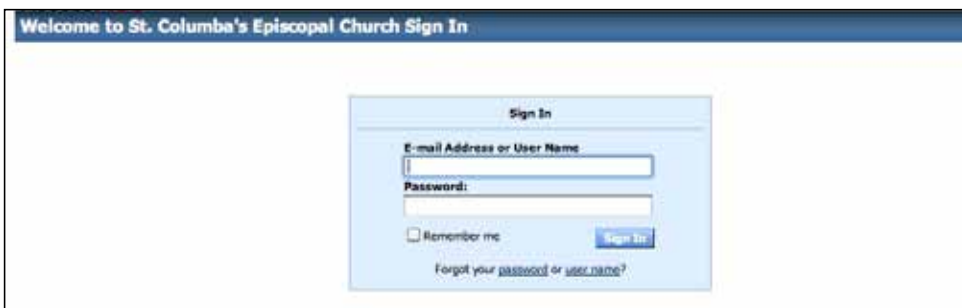 Welcome to St. Columba's Episcopal Church Sign In
Sign In
E-mail Address or User Name
Password:
Remember me
Sign In
Forgot your password or user name?